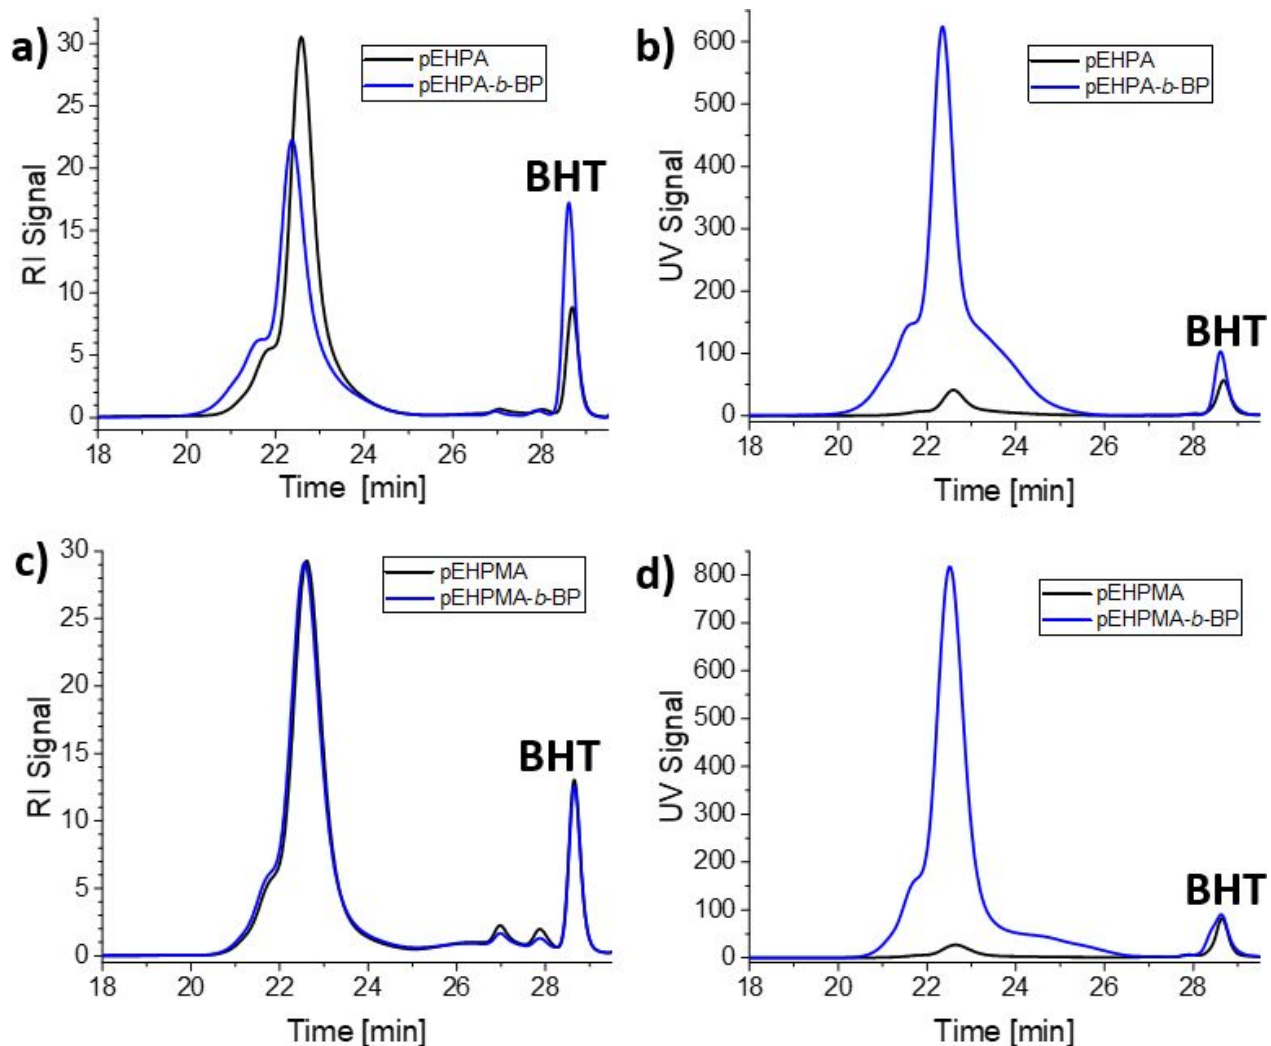 a)
30
25
20
15
10
5
0
RI Signal
pEHPA
pEHPA-b-BP
BHT
18 20 22 24 26 28
Time [min]
b)
600
500
400
300
200
100
0
UV Signal
pEHPA
pEHPA-b-BP
BHT
18 20 22 24 26 28
Time [min]
c)
30
25
20
15
10
5
0
RI Signal
pEHPMA
pEHPMA-b-BP
BHT
18 20 22 24 26 28
Time [min]
d)
800
700
600
500
400
300
200
100
0
UV Signal
pEHPMA
pEHPMA-b-BP
BHT
18 20 22 24 26 28
Time [min]